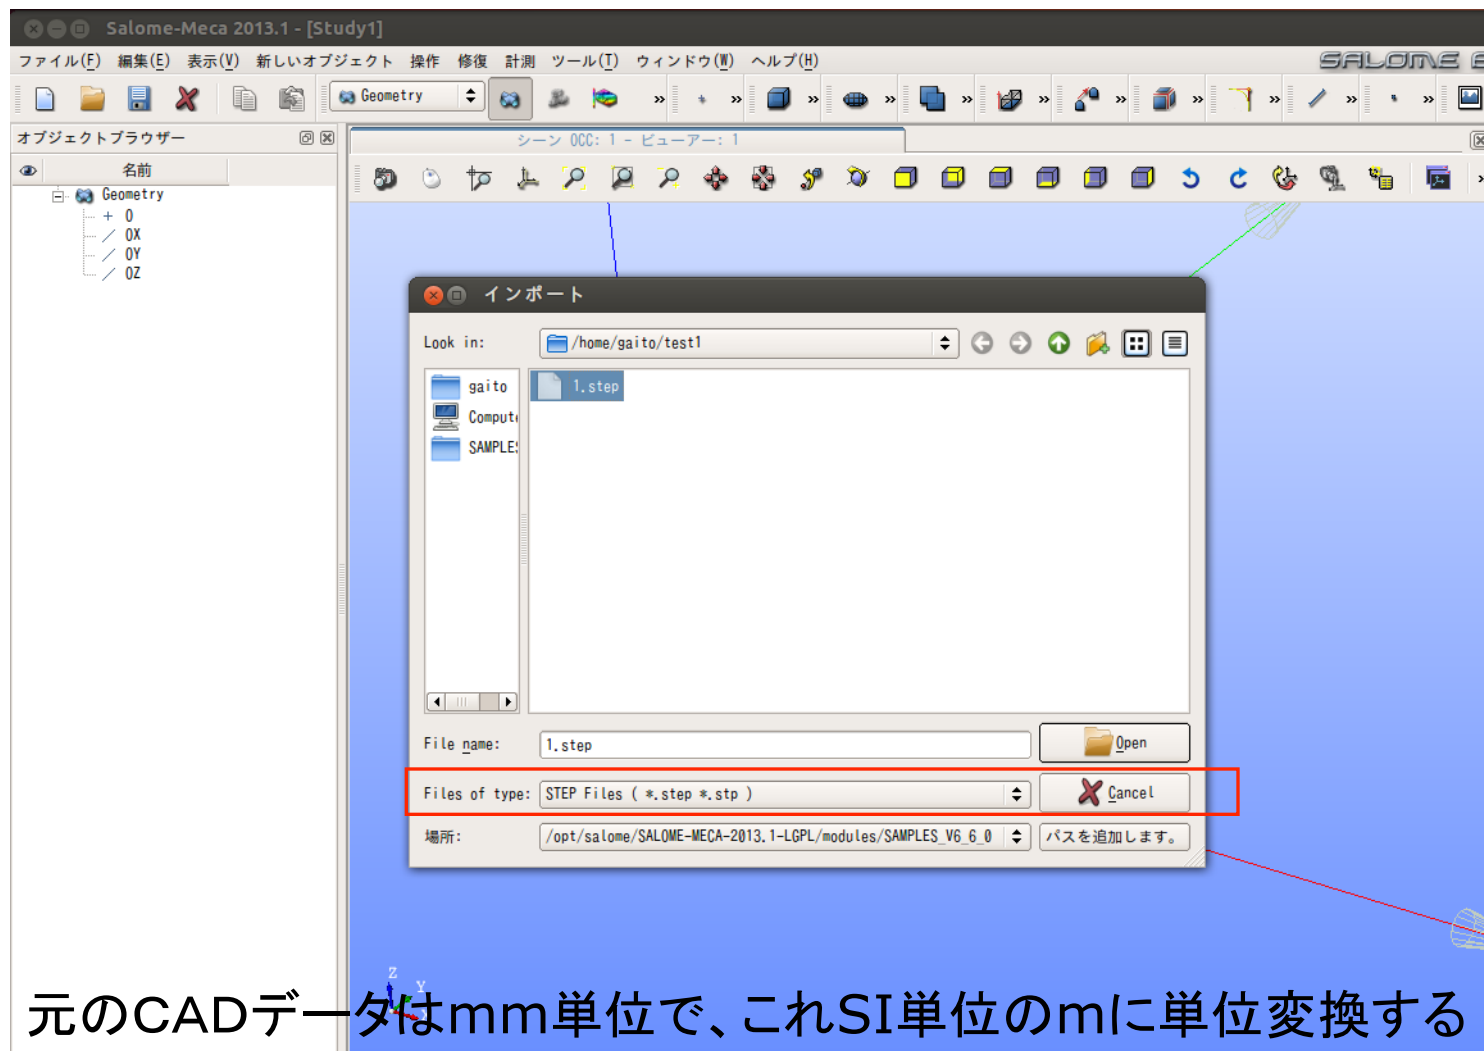 Salome-Meca 2013.1 - [Study1]
ファイル(F) 編集(E) 表示(V) 新しいオブジェクト 操作 修復 計測 ツール(T) ウィンドウ(W) ヘルプ(H)
SALOME
Geometry
オブジェクトブラウザー
シーン OCC: 1 - ビューアー: 1
名前
Geometry
O
OX
OY
OZ
インポート
Look in: /home/gaito/test1
gaito
Compute
SAMPLES
1.step
File name: 1.step Open
Files of type: STEP Files ( *.step *.stp ) Cancel
場所: /opt/salome/SALOME-MECA-2013.1-LGPL/modules/SAMPLES_V6_6_0 パスを追加します。
Z
Y
X
元のCADデータはmm単位で、これSI単位のmに単位変換する